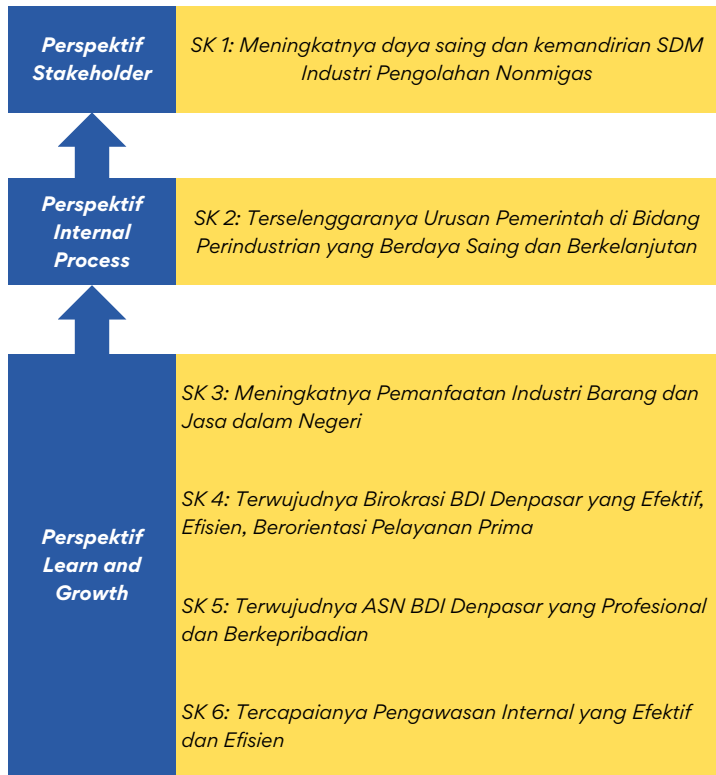 Perspektif
Stakeholder
SK 1: Meningkatnya daya saing dan kemandirian SDM
Industri Pengolahan Nonmigas
Perspektif
Internal
Process
SK 2: Terselenggaranya Urusan Pemerintah di Bidang
Perindustrian yang Berdaya Saing dan Berkelanjutan
Perspektif
Learn and
Growth
SK 3: Meningkatnya Pemanfaatan Industri Barang dan
Jasa dalam Negeri
SK 4: Terwujudnya Birokrasi BDI Denpasar yang Efektif,
Efisien, Berorientasi Pelayanan Prima
SK 5: Terwujudnya ASN BDI Denpasar yang Profesional
dan Berkepribadian
SK 6: Tercapaianya Pengawasan Internal yang Efektif
dan Efisien